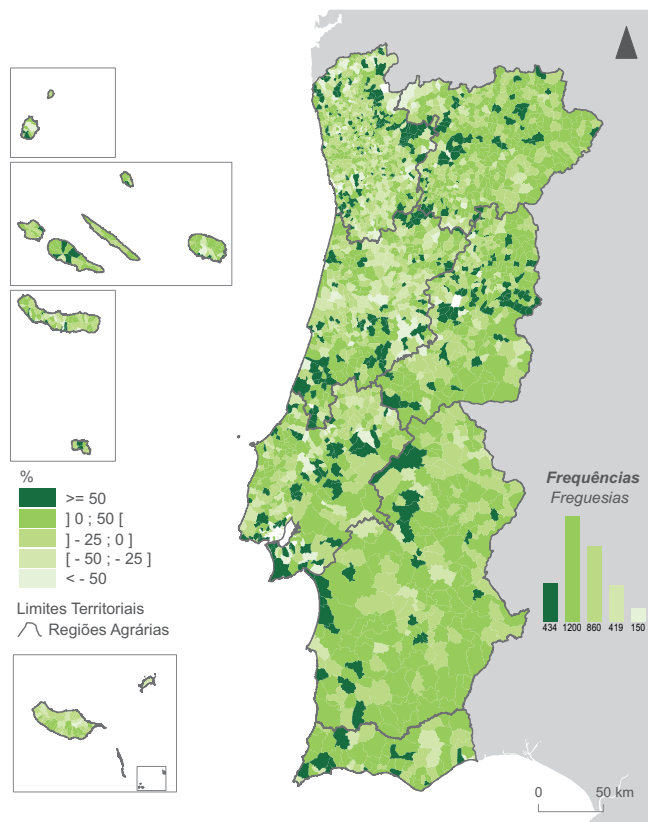 %
>= 50
] 0 ; 50 [
] - 25 ; 0 ]
[ - 50 ; - 25 ]
< - 50
Limites Territoriais
Regiões Agrárias
Frequências
Freguesias
434 1200 860 419 150
0 50 km